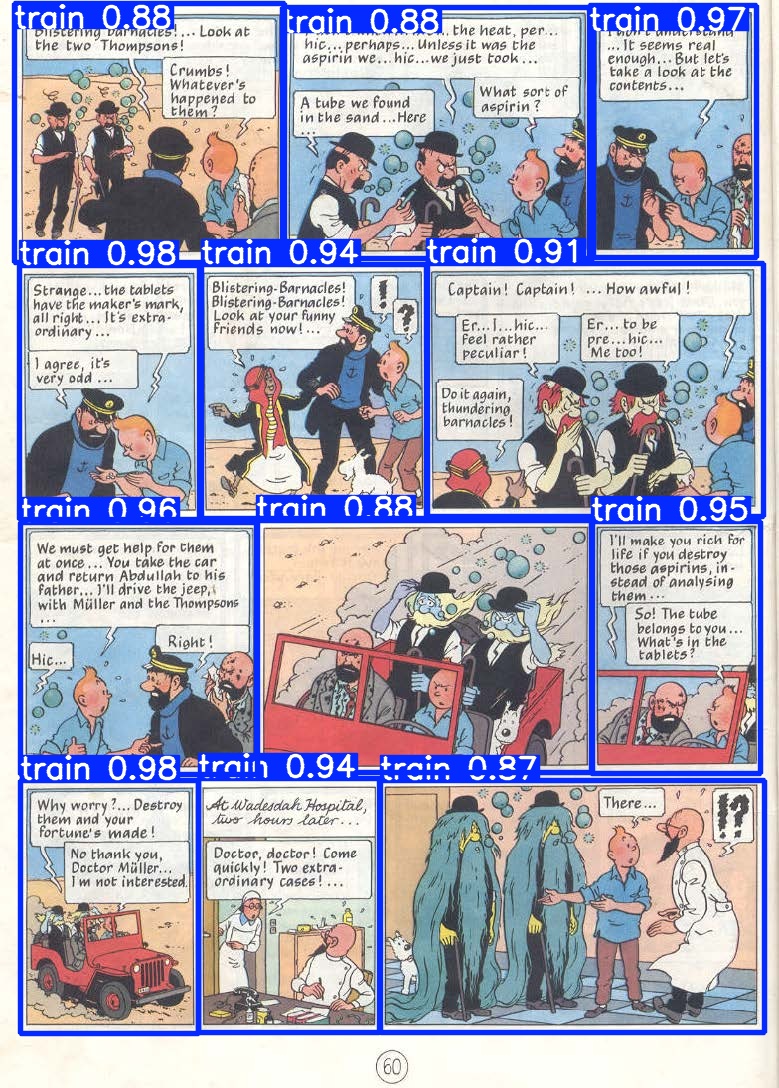 train 0.88
Blistering barnacles!... Look at
the two Thompsons!
Crumbs!
Whatever's
happened to
them?
train 0.88
the heat, per...
hic... perhaps... Unless it was the
aspirin we... hic... we just took...
A tube we found
in the sand... Here
...
What sort of
aspirin?
train 0.97
I don't understand
... It seems real
enough... But let's
take a look at the
contents...
train 0.98
Strange... the tablets
have the maker's mark,
all right... It's extra-
ordinary...
I agree, it's
very odd...
train 0.94
Blistering-Barnacles!
Blistering-Barnacles!
Look at your funny
friends now!...
!
?
train 0.91
Captain! Captain! ... How awful!
Er... I... hic...
feel rather
peculiar!
Er... to be
pre... hic...
Me too!
Do it again,
thundering
barnacles!
train 0.96
We must get help for them
at once... You take the car
and return Abdullah to his
father... I'll drive the jeep,
with Müller and the Thompsons
...
Right!
Hic...
train 0.88
train 0.95
I'll make you rich for
life if you destroy
those aspirins, in-
stead of analysing
them...
So! The tube
belongs to you...
What's in the
tablets?
train 0.98
Why worry?... Destroy
them and your
fortune's made!
No thank you,
Doctor Müller...
I'm not interested.
train 0.94
At Wadesdah Hospital,
two hours later...
Doctor, doctor! Come
quickly! Two extra-
ordinary cases!...
train 0.87
There...
!?
60